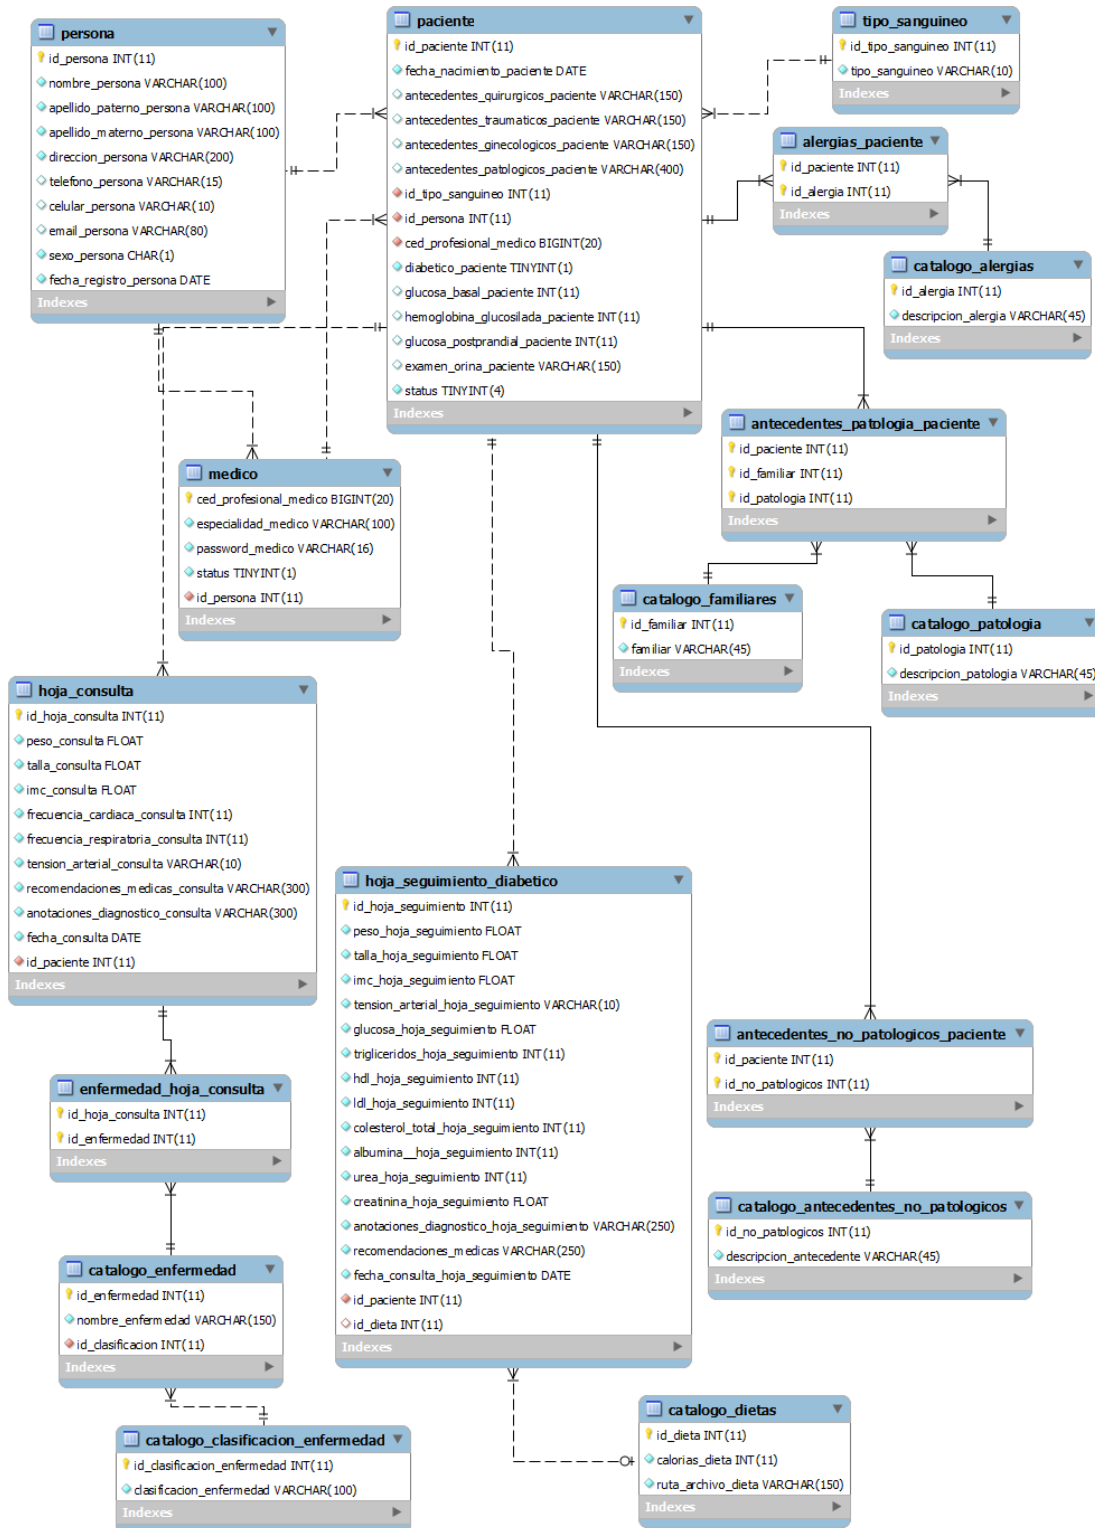 persona
id_persona INT(11)
nombre_persona VARCHAR(100)
apellido_paterno_persona VARCHAR(100)
apellido_materno_persona VARCHAR(100)
direccion_persona VARCHAR(200)
telefono_persona VARCHAR(15)
celular_persona VARCHAR(10)
email_persona VARCHAR(80)
sexo_persona CHAR(1)
fecha_registro_persona DATE
Indexes
paciente
id_paciente INT(11)
fecha_nacimiento_paciente DATE
antecedentes_quirurgicos_paciente VARCHAR(150)
antecedentes_traumaticos_paciente VARCHAR(150)
antecedentes_ginecologicos_paciente VARCHAR(150)
antecedentes_patologicos_paciente VARCHAR(400)
id_tipo_sanguineo INT(11)
id_persona INT(11)
ced_profesional_medico BIGINT(20)
diabetico_paciente TINYINT(1)
glucosa_basal_paciente INT(11)
hemoglobina_glucosilada_paciente INT(11)
glucosa_postprandial_paciente INT(11)
examen_orina_paciente VARCHAR(150)
status TINYINT(4)
Indexes
tipo_sanguineo
id_tipo_sanguineo INT(11)
tipo_sanguineo VARCHAR(10)
Indexes
alergias_paciente
id_paciente INT(11)
id_alergia INT(11)
Indexes
catalogo_alergias
id_alergia INT(11)
descripcion_alergia VARCHAR(45)
Indexes
antecedentes_patologia_paciente
id_paciente INT(11)
id_familiar INT(11)
id_patologia INT(11)
Indexes
medico
ced_profesional_medico BIGINT(20)
especialidad_medico VARCHAR(100)
password_medico VARCHAR(16)
status TINYINT(1)
id_persona INT(11)
Indexes
catalogo_familiares
id_familiar INT(11)
familiar VARCHAR(45)
Indexes
catalogo_patologia
id_patologia INT(11)
descripcion_patologia VARCHAR(45)
Indexes
hoja_consulta
id_hoja_consulta INT(11)
peso_consulta FLOAT
talla_consulta FLOAT
imc_consulta FLOAT
frecuencia_cardiaca_consulta INT(11)
frecuencia_respiratoria_consulta INT(11)
tension_arterial_consulta VARCHAR(10)
recomendaciones_medicas_consulta VARCHAR(300)
anotaciones_diagnostico_consulta VARCHAR(300)
fecha_consulta DATE
id_paciente INT(11)
Indexes
hoja_seguimiento_diabetico
id_hoja_seguimiento INT(11)
peso_hoja_seguimiento FLOAT
talla_hoja_seguimiento FLOAT
imc_hoja_seguimiento FLOAT
tension_arterial_hoja_seguimiento VARCHAR(10)
glucosa_hoja_seguimiento FLOAT
trigliceridos_hoja_seguimiento INT(11)
hdl_hoja_seguimiento INT(11)
ldl_hoja_seguimiento INT(11)
colesterol_total_hoja_seguimiento INT(11)
albumina__hoja_seguimiento INT(11)
urea_hoja_seguimiento INT(11)
creatinina_hoja_seguimiento FLOAT
anotaciones_diagnostico_hoja_seguimiento VARCHAR(250)
recomendaciones_medicas VARCHAR(250)
fecha_consulta_hoja_seguimiento DATE
id_paciente INT(11)
id_dieta INT(11)
Indexes
antecedentes_no_patologicos_paciente
id_paciente INT(11)
id_no_patologicos INT(11)
Indexes
enfermedad_hoja_consulta
id_hoja_consulta INT(11)
id_enfermedad INT(11)
Indexes
catalogo_antecedentes_no_patologicos
id_no_patologicos INT(11)
descripcion_antecedente VARCHAR(45)
Indexes
catalogo_enfermedad
id_enfermedad INT(11)
nombre_enfermedad VARCHAR(150)
id_clasificacion INT(11)
Indexes
catalogo_dietas
id_dieta INT(11)
calorias_dieta INT(11)
ruta_archivo_dieta VARCHAR(150)
Indexes
catalogo_clasificacion_enfermedad
id_clasificacion_enfermedad INT(11)
clasificacion_enfermedad VARCHAR(100)
Indexes